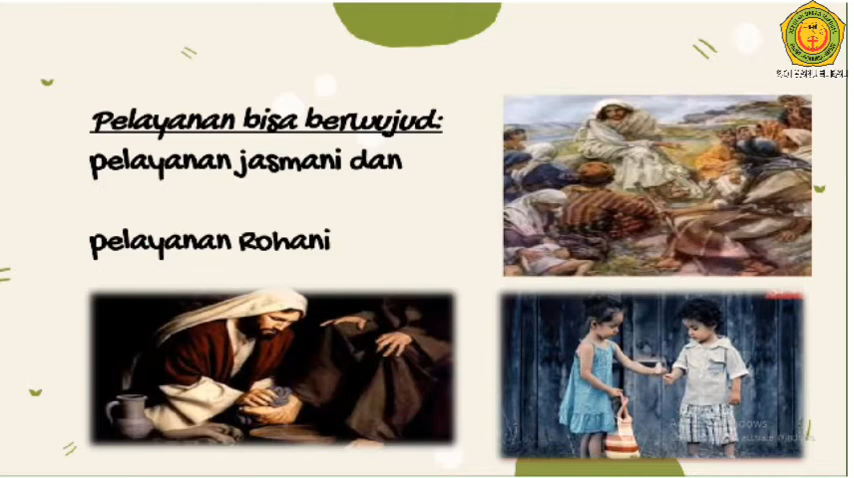 Pelayanan bisa berwujud:
pelayanan jasmani dan
pelayanan Rohani